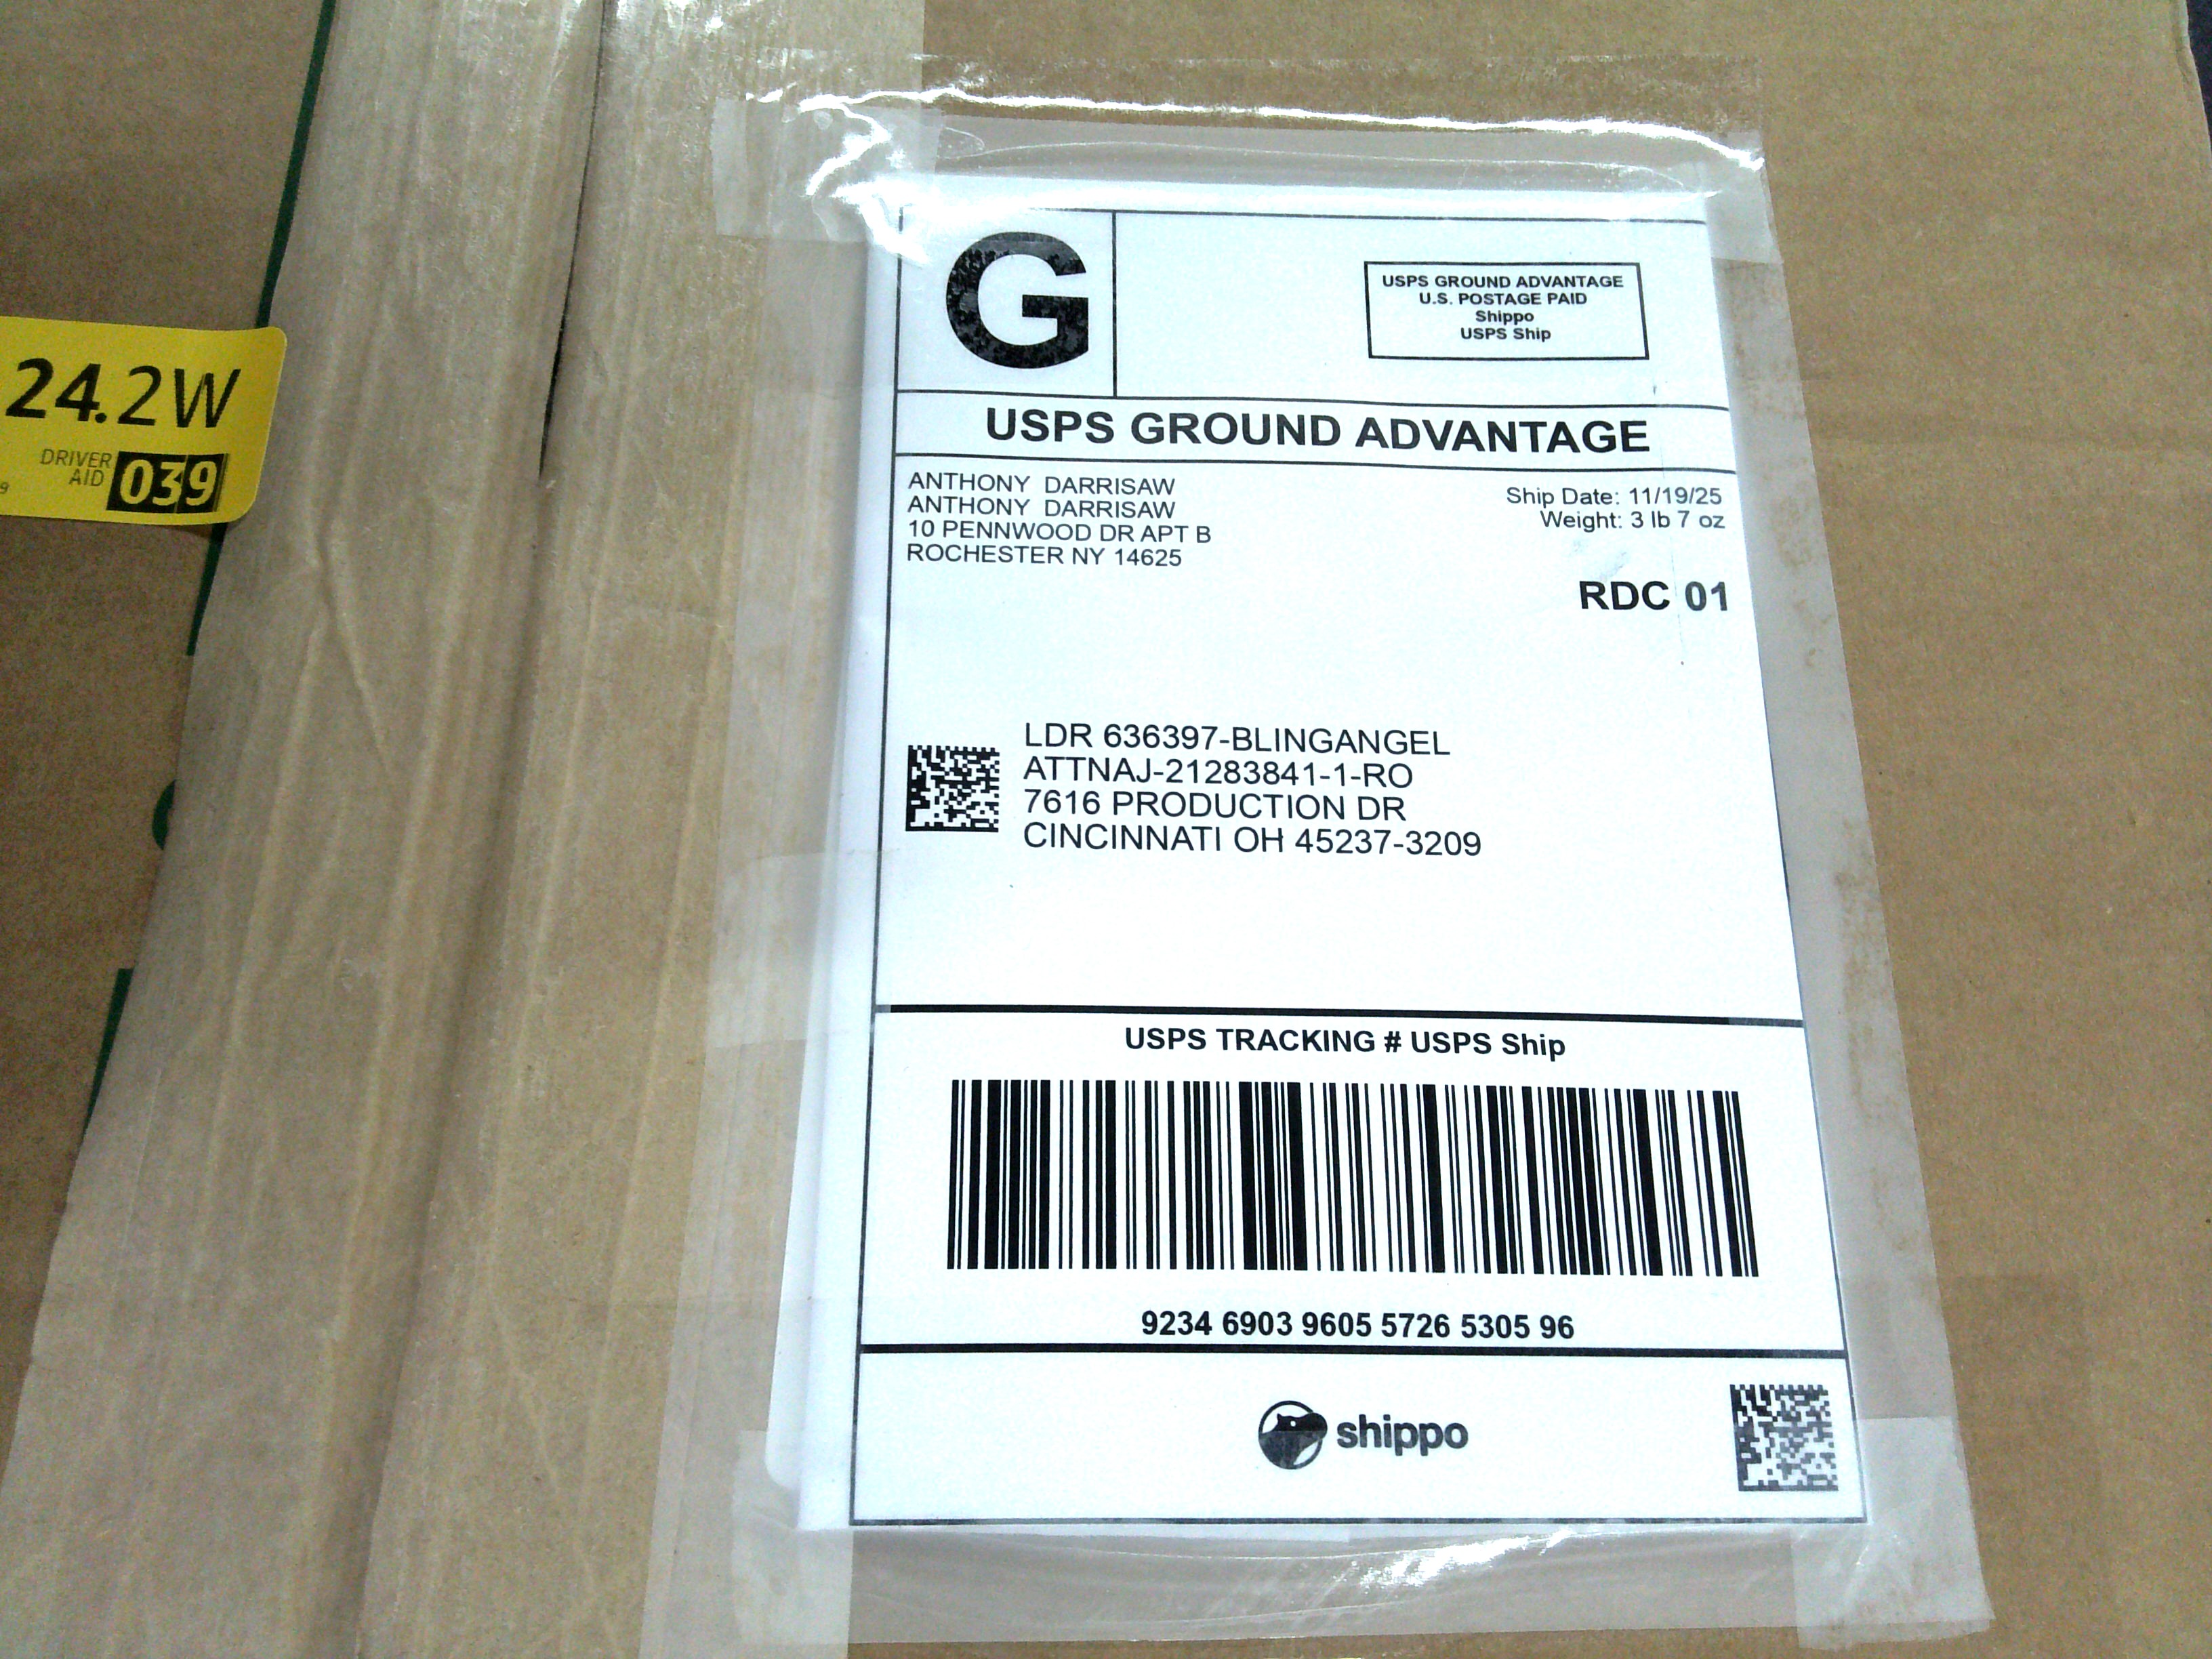 24.2W
DRIVER
AID
039
9
G
USPS GROUND ADVANTAGE
U.S. POSTAGE PAID
Shippo
USPS Ship
USPS GROUND ADVANTAGE
ANTHONY DARRISAW
ANTHONY DARRISAW
10 PENNWOOD DR APT B
ROCHESTER NY 14625
Ship Date: 11/19/25
Weight: 3 lb 7 oz
RDC 01
LDR 636397-BLINGANGEL
ATTNAJ-21283841-1-RO
7616 PRODUCTION DR
CINCINNATI OH 45237-3209
USPS TRACKING # USPS Ship
9234 6903 9605 5726 5305 96
shippo